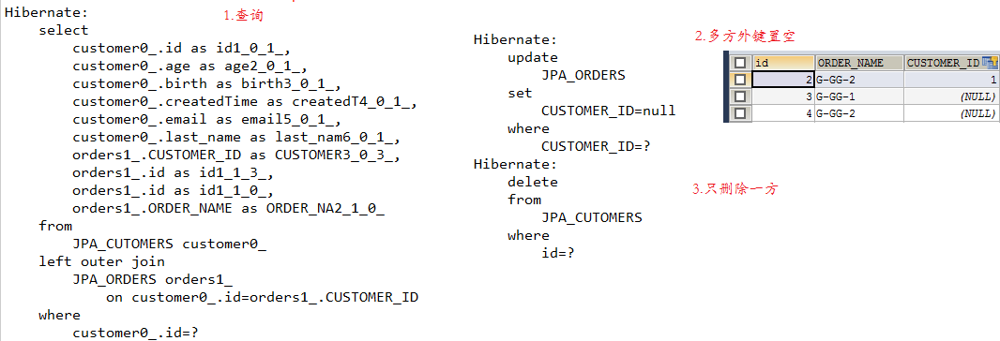 1.查询
Hibernate:
select
customer0_.id as id1_0_1_,
customer0_.age as age2_0_1_,
customer0_.birth as birth3_0_1_,
customer0_.createdTime as createdT4_0_1_,
customer0_.email as email5_0_1_,
customer0_.last_name as last_nam6_0_1_,
orders1_.CUSTOMER_ID as CUSTOMER3_0_3_,
orders1_.id as id1_1_3_,
orders1_.id as id1_1_0_,
orders1_.ORDER_NAME as ORDER_NA2_1_0_
from
JPA_CUTOMERS customer0_
left outer join
JPA_ORDERS orders1_
on customer0_.id=orders1_.CUSTOMER_ID
where
customer0_.id=?
2.多方外键置空
Hibernate:
update
JPA_ORDERS
set
CUSTOMER_ID=null
where
CUSTOMER_ID=?
id ORDER_NAME CUSTOMER_ID
2 G-GG-2 1
3 G-GG-1 (NULL)
4 G-GG-2 (NULL)
Hibernate:
delete
from
JPA_CUTOMERS
where
id=?
3.只删除一方